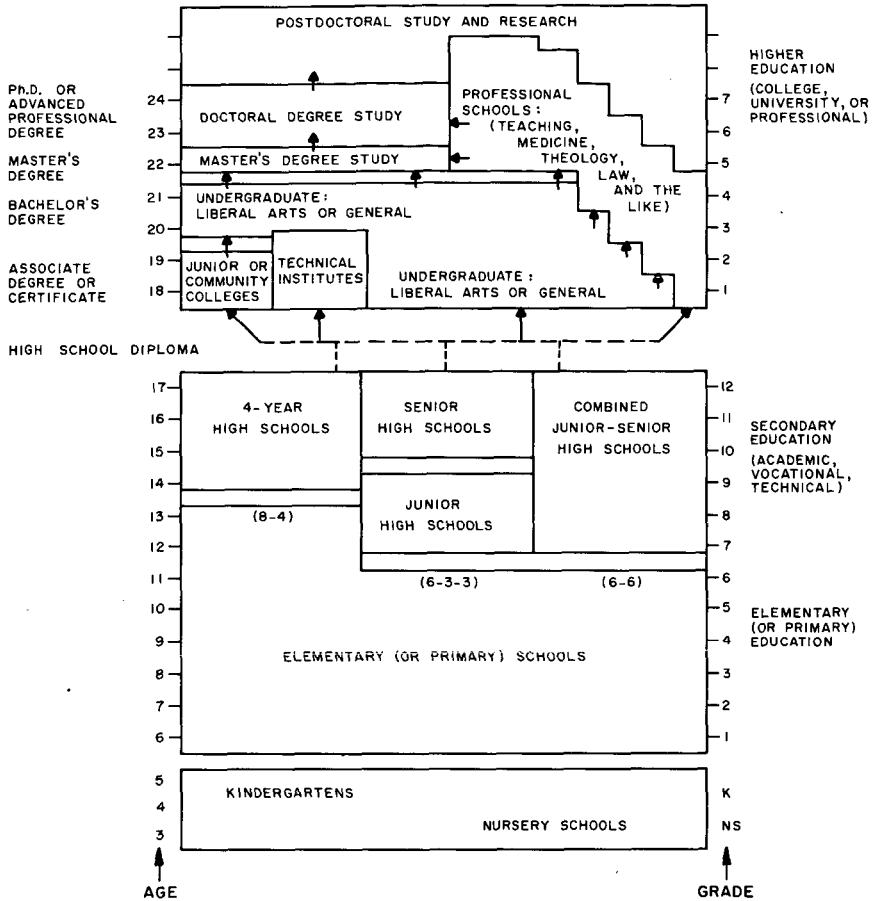 POSTDOCTORAL STUDY AND RESEARCH
Ph.D. OR
ADVANCED
PROFESSIONAL
DEGREE
MASTER'S
DEGREE
BACHELOR'S
DEGREE
ASSOCIATE
DEGREE OR
CERTIFICATE
HIGH SCHOOL DIPLOMA
24
23
22
21
20
19
18
DOCTORAL DEGREE STUDY
MASTER'S DEGREE STUDY
PROFESSIONAL
SCHOOLS:
(TEACHING,
MEDICINE,
THEOLOGY,
LAW,
AND THE
LIKE)
UNDERGRADUATE:
LIBERAL ARTS OR GENERAL
JUNIOR OR
COMMUNITY
COLLEGES
TECHNICAL
INSTITUTES
UNDERGRADUATE:
LIBERAL ARTS OR GENERAL
7
6
5
4
3
2
1
HIGHER
EDUCATION
(COLLEGE,
UNIVERSITY, OR
PROFESSIONAL)
17
16
15
14
13
12
11
10
9
8
7
6
4-YEAR
HIGH SCHOOLS
SENIOR
HIGH SCHOOLS
COMBINED
JUNIOR-SENIOR
HIGH SCHOOLS
JUNIOR
HIGH SCHOOLS
(8-4)
(6-3-3)
(6-6)
ELEMENTARY (OR PRIMARY) SCHOOLS
12
11
10
9
8
7
6
5
4
3
2
1
SECONDARY
EDUCATION
(ACADEMIC,
VOCATIONAL,
TECHNICAL)
ELEMENTARY
(OR PRIMARY)
EDUCATION
5
4
3
KINDERGARTENS
NURSERY SCHOOLS
K
NS
AGE
GRADE